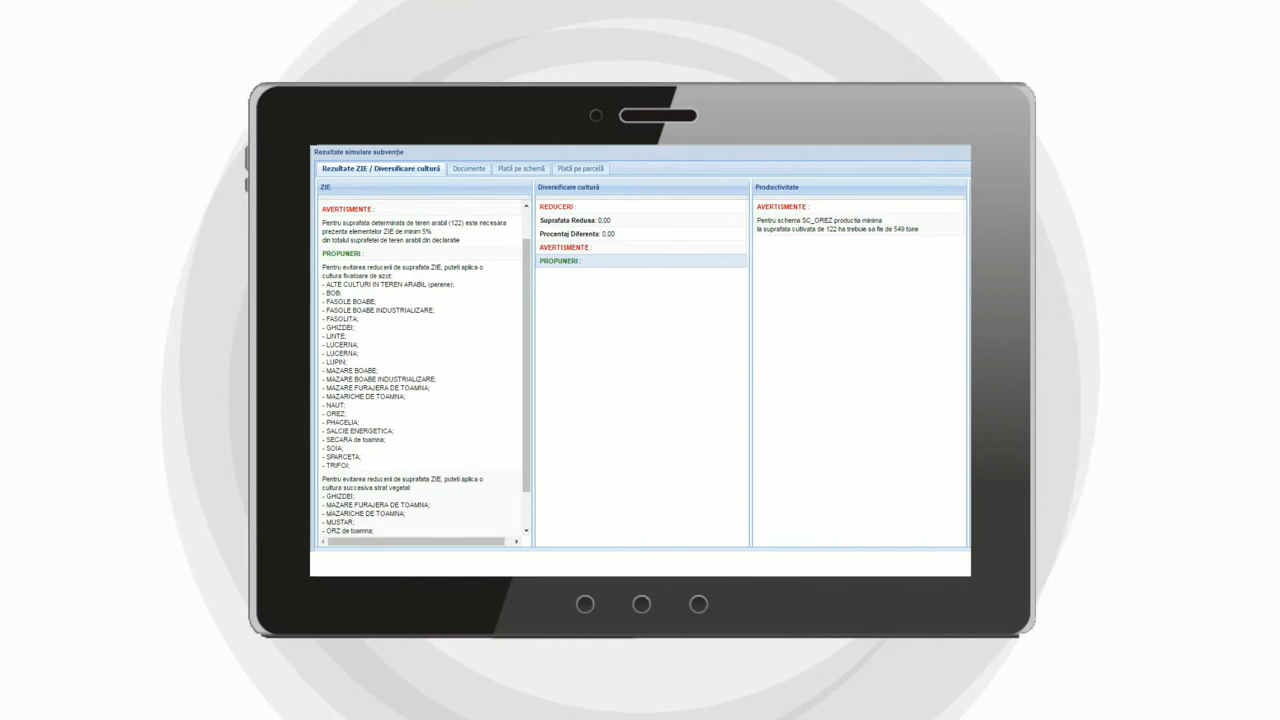 Rezultate simulare subvenție
Rezultate ZIE / Diversificare cultură
Documente
Plată pe schemă
Plată pe parcelă
ZIE
AVERTISMENTE :
Pentru suprafata determinata de teren arabil (122) este necesara
prezenta elementelor ZIE de minim 5%
din totalul suprafetei de teren arabil din declaratie
PROPUNERI :
Pentru evitarea reducerii de suprafata ZIE, puteti aplica o
cultura fixatoare de azot:
- ALTE CULTURI IN TEREN ARABIL (perene);
- BOB;
- FASOLE BOABE;
- FASOLE BOABE INDUSTRIALIZARE;
- FASOLITA;
- GHIZDEI;
- LINTE;
- LUCERNA;
- LUCERNA;
- LUPIN;
- MAZARE BOABE;
- MAZARE BOABE INDUSTRIALIZARE;
- MAZARE FURAJERA DE TOAMNA;
- MAZARICHE DE TOAMNA;
- NAUT;
- OREZ;
- PHACELIA;
- SALCIE ENERGETICA;
- SECARA de toamna;
- SOIA;
- SPARCETA;
- TRIFOI;
Pentru evitarea reducerii de suprafata ZIE, puteti aplica o
cultura succesiva strat vegetal:
- GHIZDEI;
- MAZARE FURAJERA DE TOAMNA;
- MAZARICHE DE TOAMNA;
- MUSTAR;
- ORZ de toamna;
Diversificare cultură
REDUCERI :
Suprafata Redusa: 0,00
Procentaj Diferenta: 0,00
AVERTISMENTE :
PROPUNERI :
Productivitate
AVERTISMENTE :
Pentru schema SC_OREZ productia minima
la suprafata cultivata de 122 ha trebuie sa fie de 549 tone